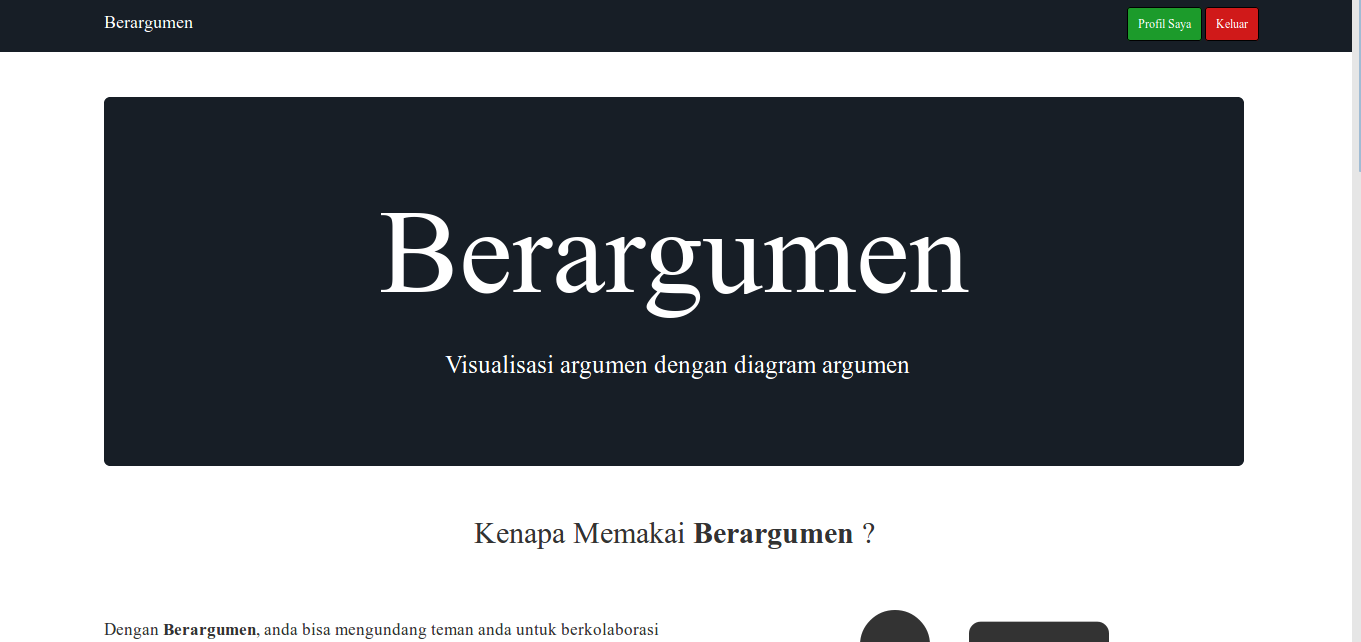 Berargumen
Profil Saya
Keluar
Berargumen
Visualisasi argumen dengan diagram argumen
Kenapa Memakai Berargumen ?
Dengan Berargumen, anda bisa mengundang teman anda untuk berkolaborasi